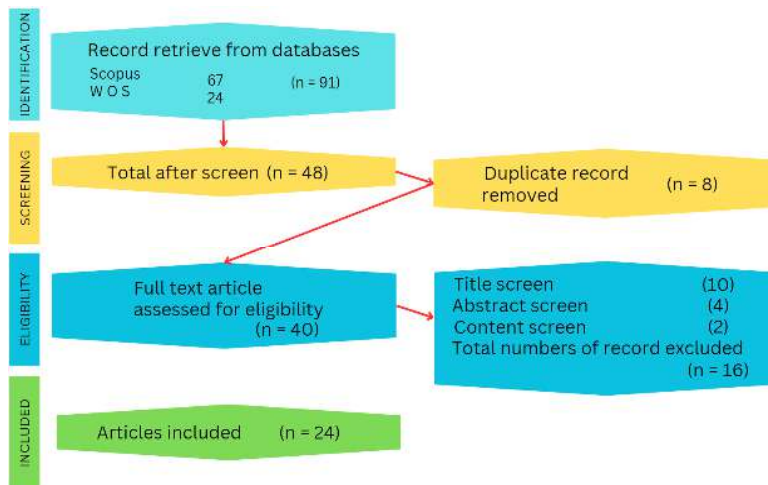 IDENTIFICATION
Record retrieve from databases
Scopus 67 (n = 91)
W O S 24
SCREENING
Total after screen (n = 48)
Duplicate record removed (n = 8)
ELIGIBILITY
Full text article
assessed for eligibility
(n = 40)
Title screen (10)
Abstract screen (4)
Content screen (2)
Total numbers of record excluded
(n = 16)
INCLUDED
Articles included (n = 24)